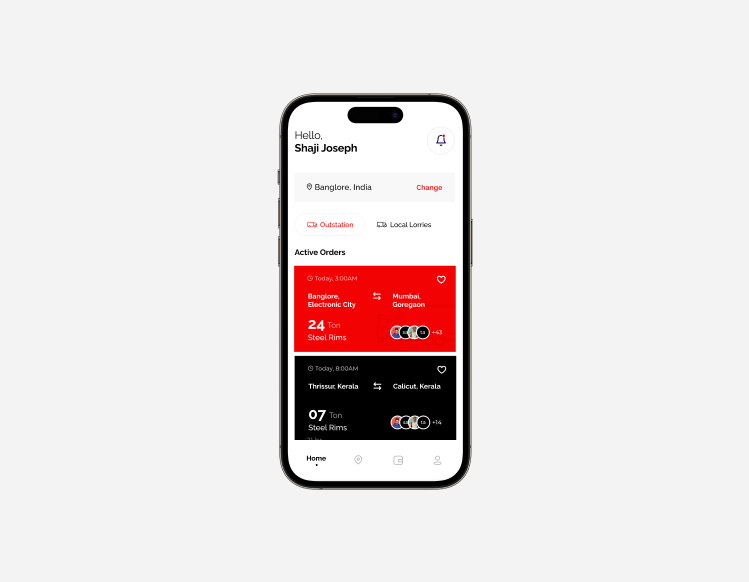 Hello,
Shaji Joseph
Banglore, India
Change
Outstation
Local Lorries
Active Orders
Today, 3:00AM
Banglore,
Electronic City
Mumbai,
Goregaon
24 Ton
Steel Rims
+43
Today, 8:00AM
Thrissur, Kerala
Calicut, Kerala
07 Ton
Steel Rims
+14
Home